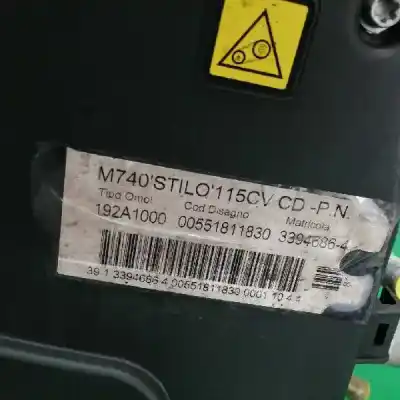 M740'STILO'115CV CD -P.N.
Tipo Omol Cod Disegno Matricola
192A1000 00551811830 3394686-4
39 1 3394686 4 00551811830 0001 10 4 4